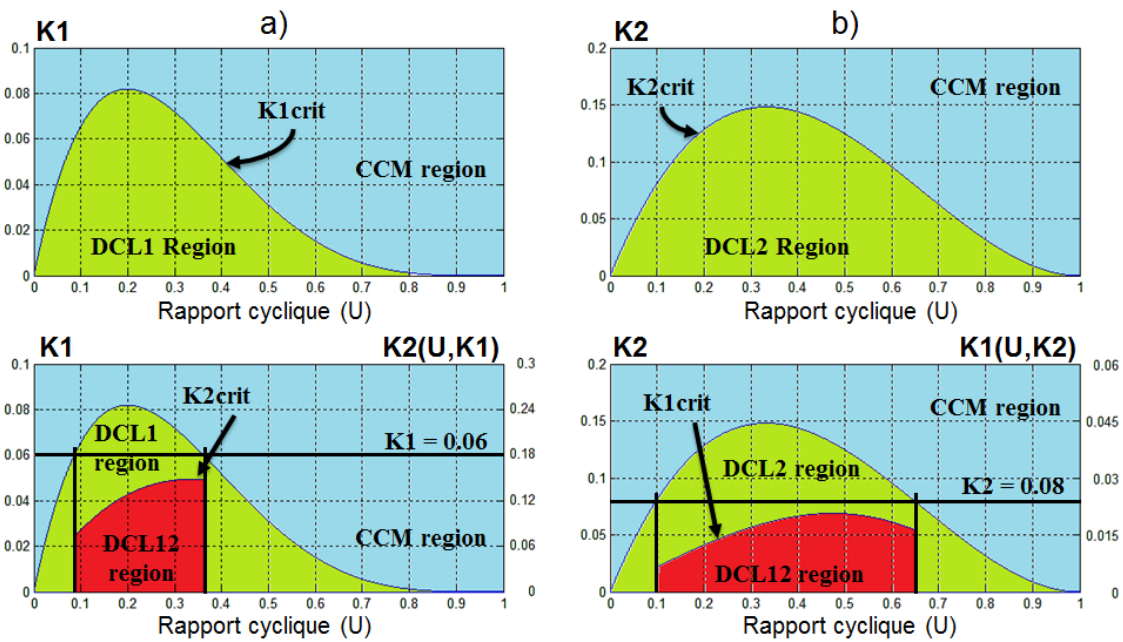 a)
K1
0.1
0.08
0.06
0.04
0.02
0
K1crit
CCM region
DCL1 Region
0 0.1 0.2 0.3 0.4 0.5 0.6 0.7 0.8 0.9 1
Rapport cyclique (U)
b)
K2
0.2
0.15
0.1
0.05
0
K2crit
CCM region
DCL2 Region
0 0.1 0.2 0.3 0.4 0.5 0.6 0.7 0.8 0.9 1
Rapport cyclique (U)
K1
K2(U,K1)
0.1
0.08
0.06
0.04
0.02
0
K2crit
DCL1
region
K1 = 0.06
DCL12
region
CCM region
0.3
0.24
0.18
0.12
0.06
0
0 0.1 0.2 0.3 0.4 0.5 0.6 0.7 0.8 0.9 1
Rapport cyclique (U)
K2
K1(U,K2)
0.2
0.15
0.1
0.05
0
K1crit
CCM region
DCL2 region
K2 = 0.08
DCL12 region
0.06
0.045
0.03
0.015
0
0 0.1 0.2 0.3 0.4 0.5 0.6 0.7 0.8 0.9 1
Rapport cyclique (U)